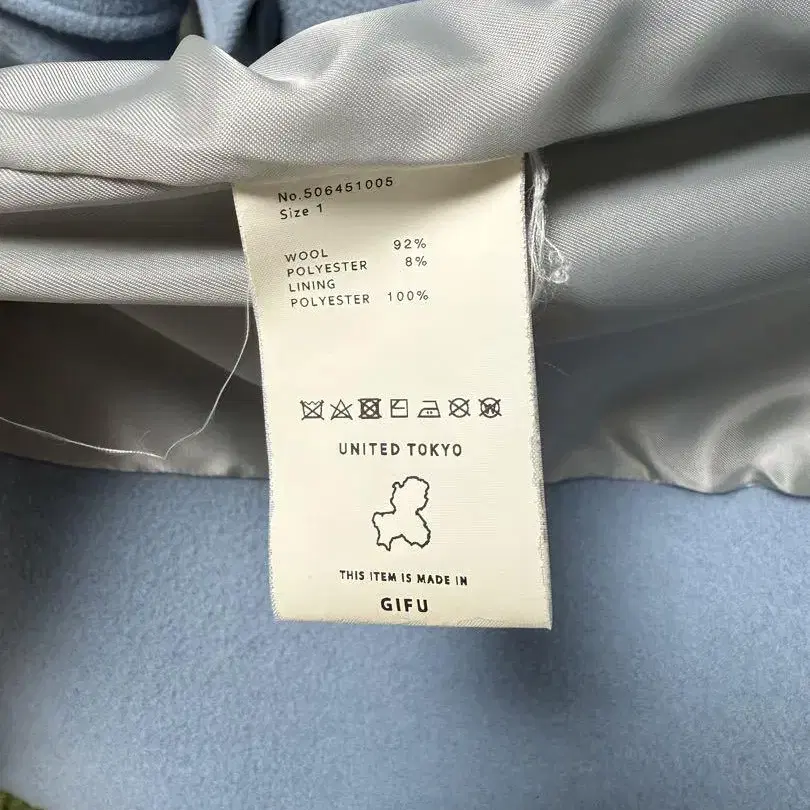 No.506451005
Size 1
WOOL 92%
POLYESTER 8%
LINING
POLYESTER 100%
W
UNITED TOKYO
THIS ITEM IS MADE IN
GIFU